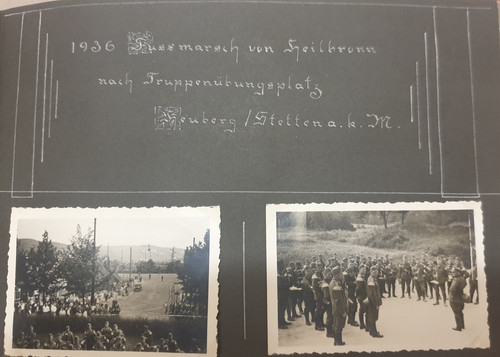 1936 Fussmarsch von Heilbronn
nach Truppenübungsplatz
Heuberg/Stetten a. k. M.